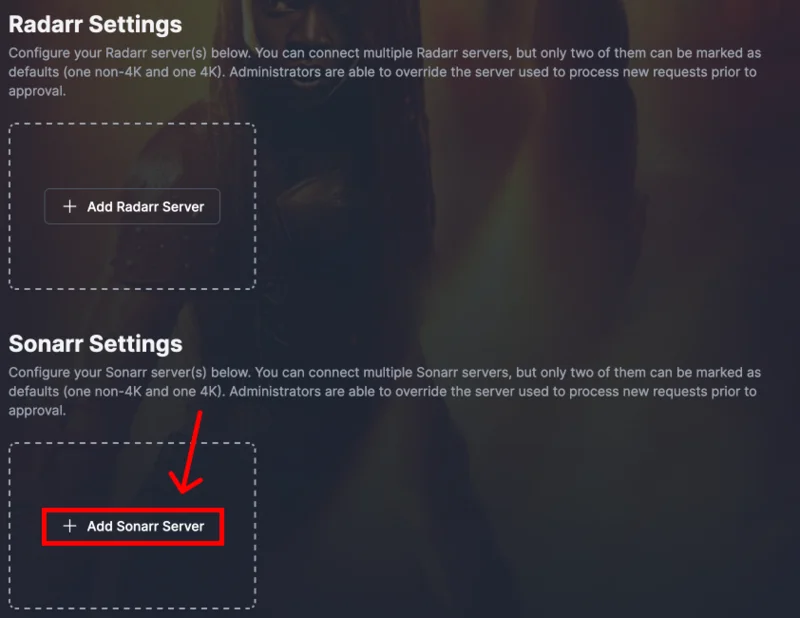 Radarr Settings
Configure your Radarr server(s) below. You can connect multiple Radarr servers, but only two of them can be marked as
defaults (one non-4K and one 4K). Administrators are able to override the server used to process new requests prior to
approval.
+ Add Radarr Server
Sonarr Settings
Configure your Sonarr server(s) below. You can connect multiple Sonarr servers, but only two of them can be marked as
defaults (one non-4K and one 4K). Administrators are able to override the server used to process new requests prior to
approval.
+ Add Sonarr Server